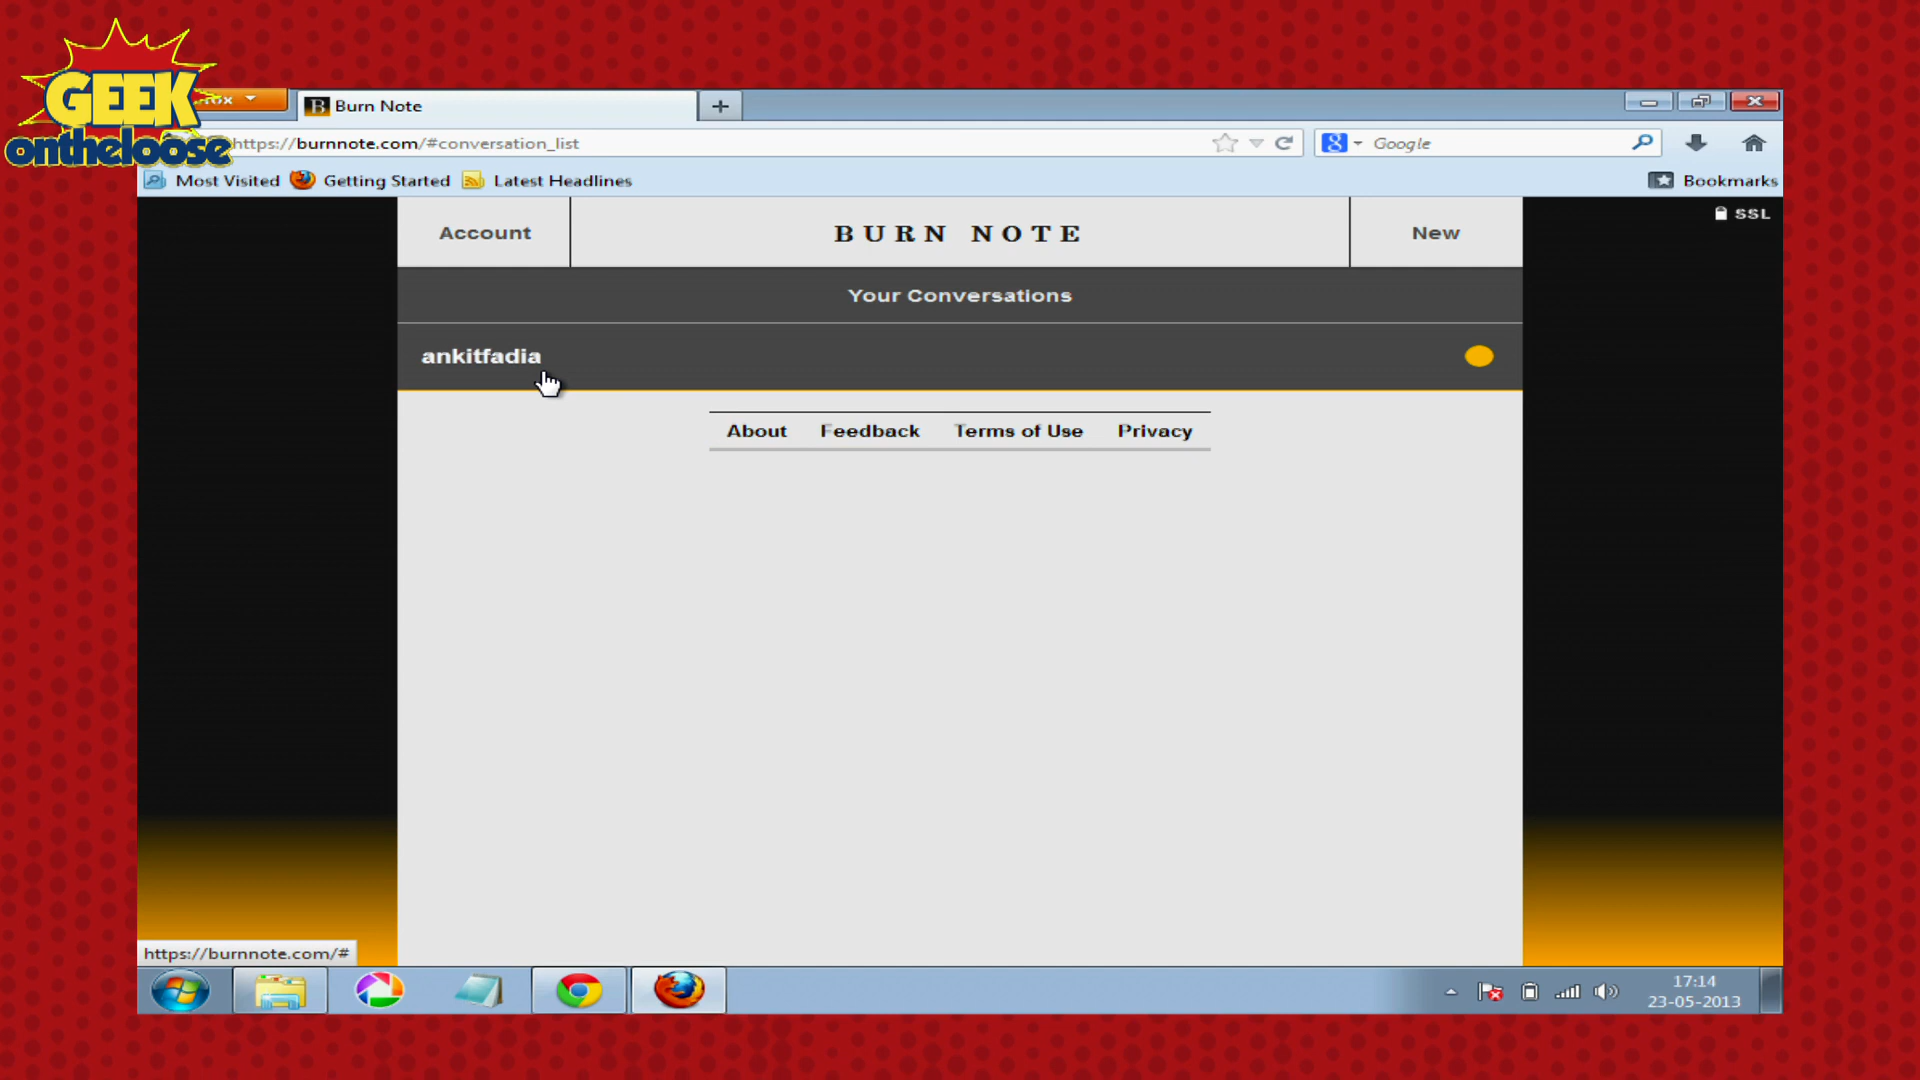 GEEK
ontheloose
fox
B Burn Note
https://burnnote.com/#conversation_list
Google
Most Visited Getting Started Latest Headlines Bookmarks
SSL
Account BURN NOTE New
Your Conversations
ankitfadia
About Feedback Terms of Use Privacy
https://burnnote.com/#
17:14
23-05-2013